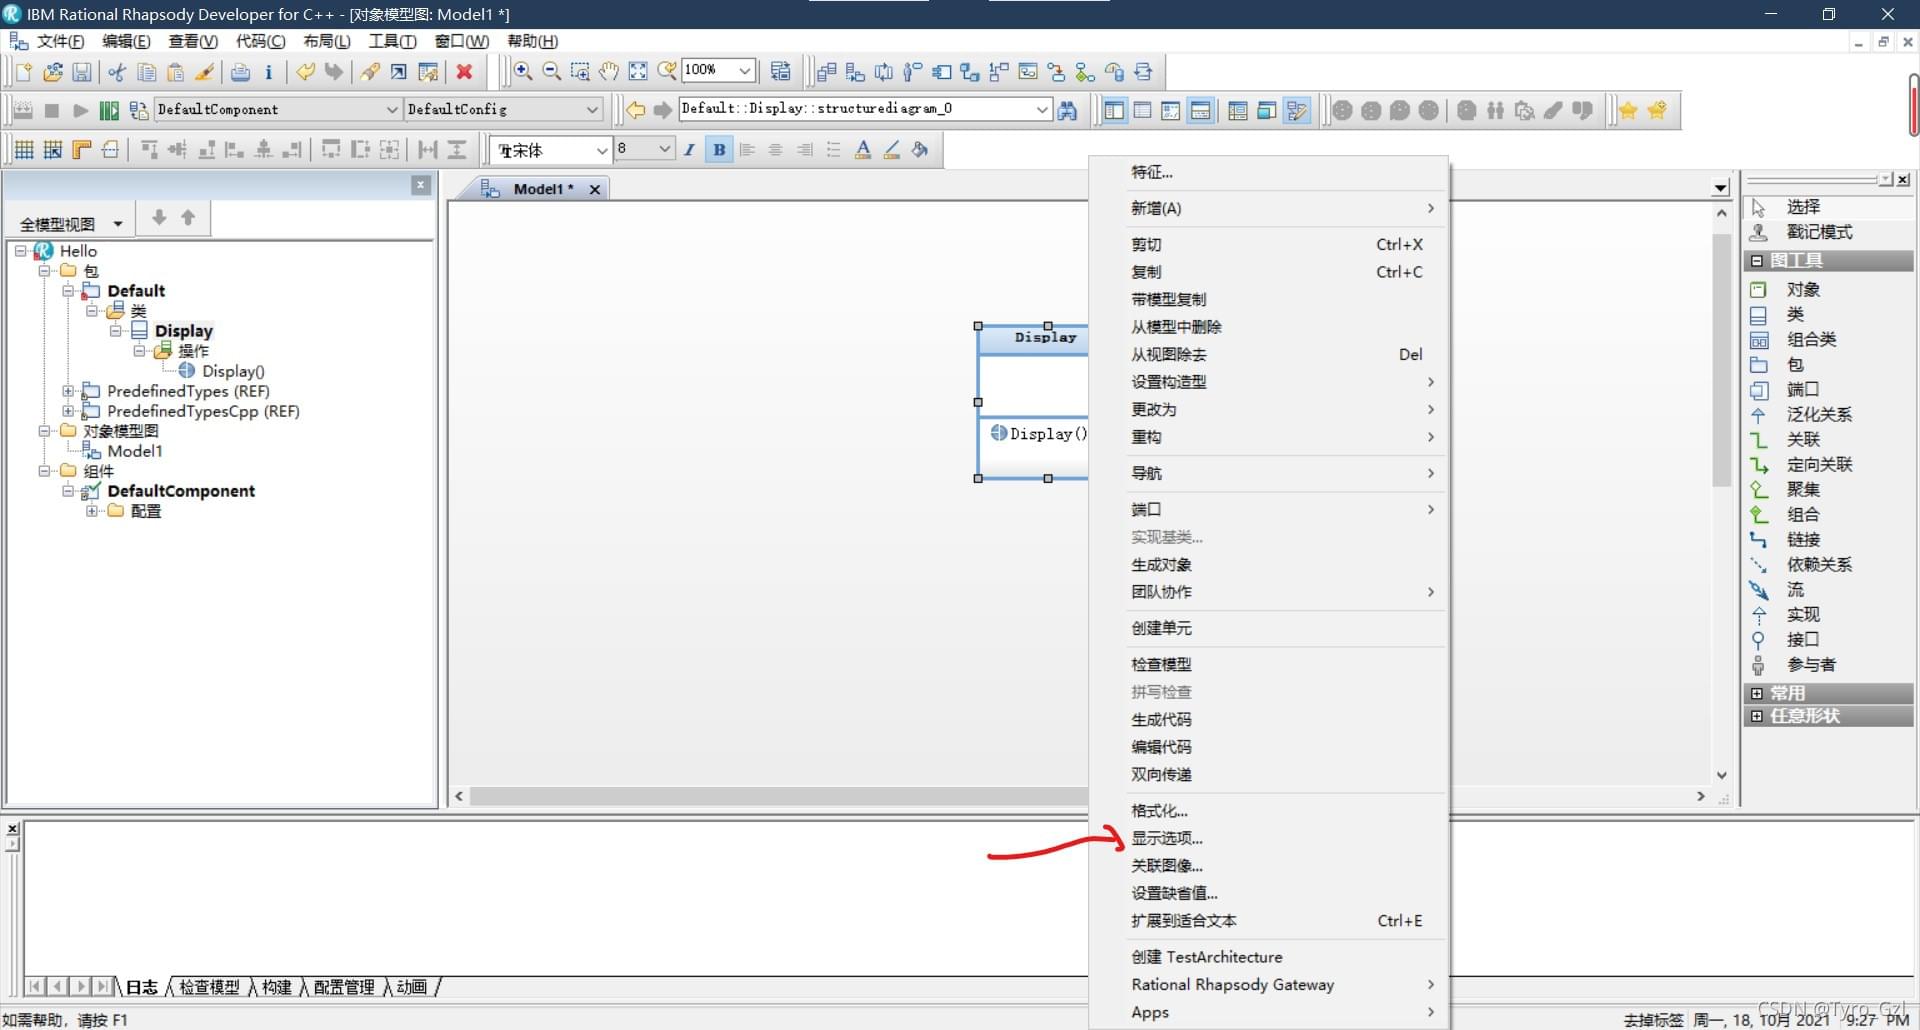 IBM Rational Rhapsody Developer for C++ - [对象模型图: Model1 *]
文件(F) 编辑(E) 查看(V) 代码(C) 布局(L) 工具(T) 窗口(W) 帮助(H)
100%
DefaultComponent DefaultConfig Default::Display::structurediagram_0
宋体 8 I B A
全模型视图
Model1 *
Hello
包
Default
类
Display
操作
Display()
PredefinedTypes (REF)
PredefinedTypesCpp (REF)
对象模型图
Model1
组件
DefaultComponent
配置
Display
Display()
特征...
新增(A)
剪切 Ctrl+X
复制 Ctrl+C
带模型复制
从模型中删除
从视图除去 Del
设置构造型
更改为
重构
导航
端口
实现基类...
生成对象
团队协作
创建单元
检查模型
拼写检查
生成代码
编辑代码
双向传递
格式化...
显示选项...
关联图像...
设置缺省值...
扩展到适合文本 Ctrl+E
创建 TestArchitecture
Rational Rhapsody Gateway
Apps
选择
戳记模式
图工具
对象
类
组合类
包
端口
泛化关系
关联
定向关联
聚集
组合
链接
依赖关系
流
实现
接口
参与者
常用
任意形状
日志 检查模型 构建 配置管理 动画
如需帮助，请按 F1
去掉标签 周一, 18, 10月 2021 9:27 PM
CSDN @Tyro_Gzl